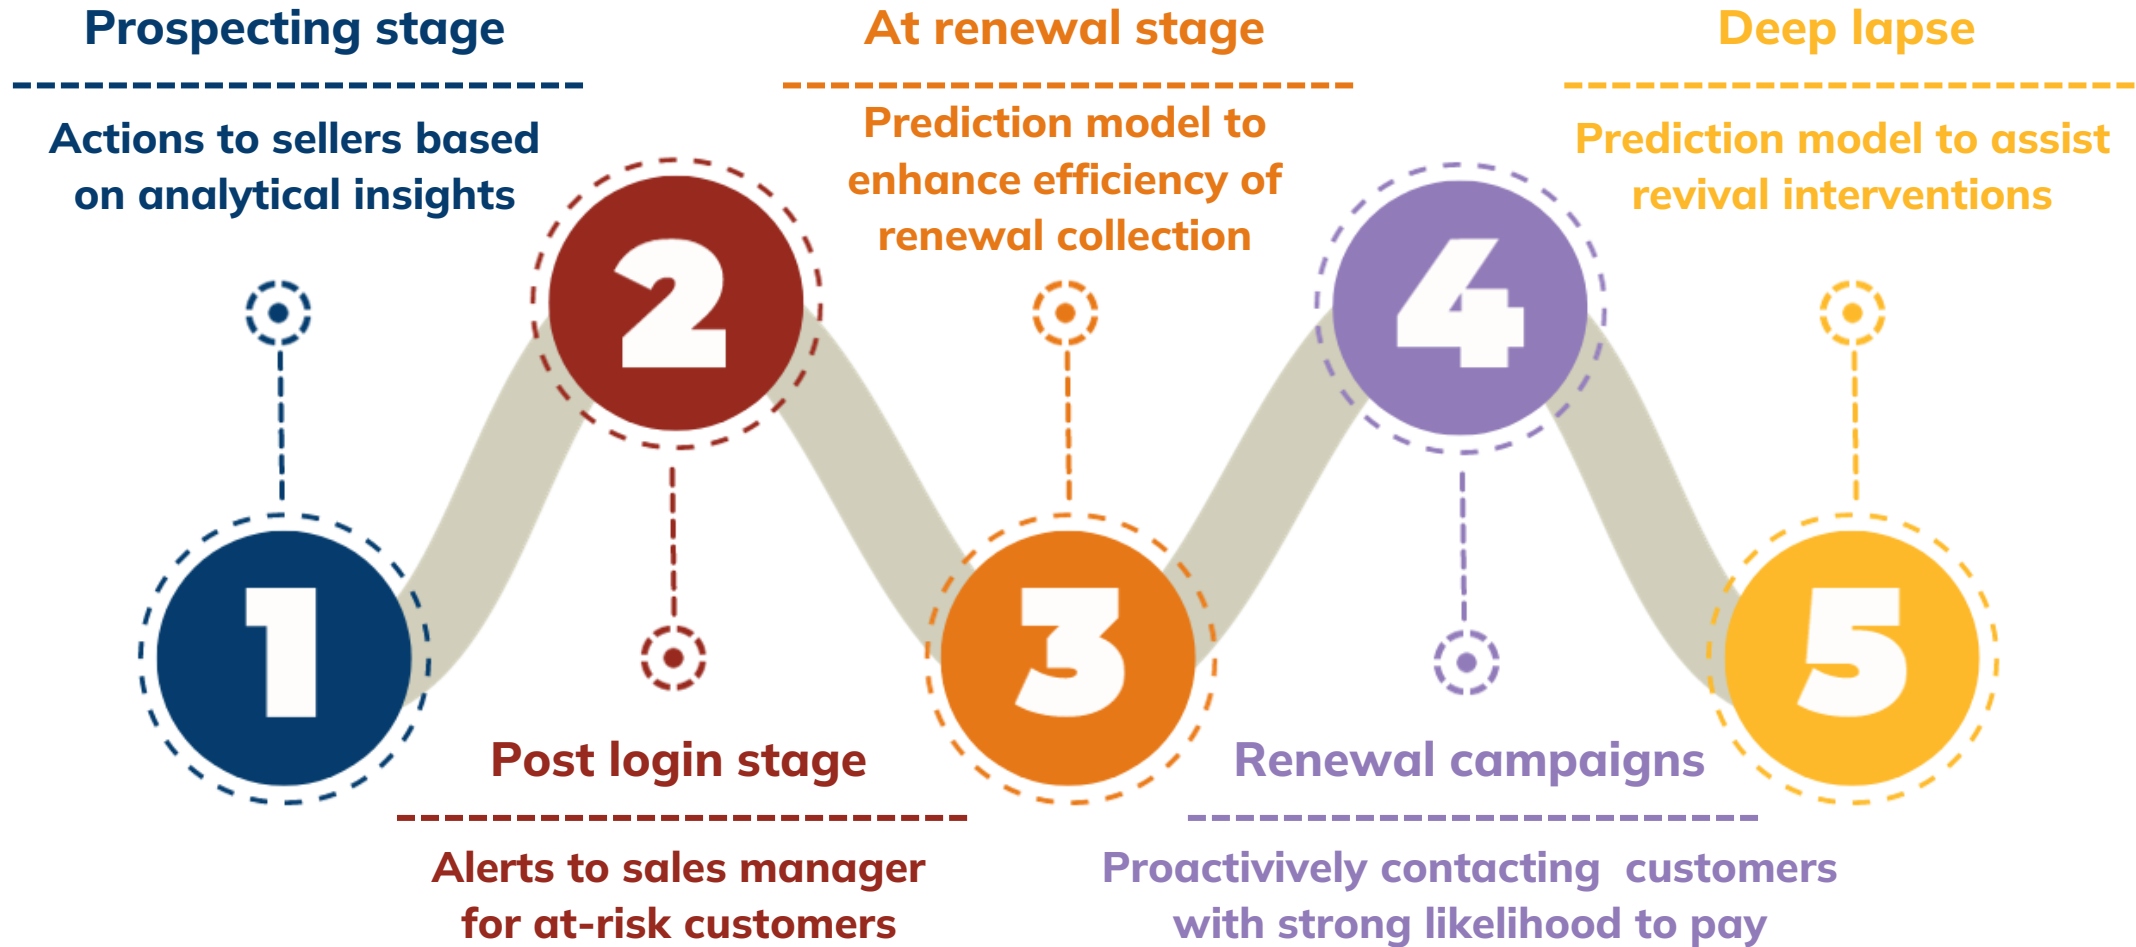 Prospecting stage
Actions to sellers based
on analytical insights
1
2
Post login stage
Alerts to sales manager
for at-risk customers
At renewal stage
Prediction model to
enhance efficiency of
renewal collection
3
4
Renewal campaigns
Proactivively contacting  customers
with strong likelihood to pay
Deep lapse
Prediction model to assist
revival interventions
5